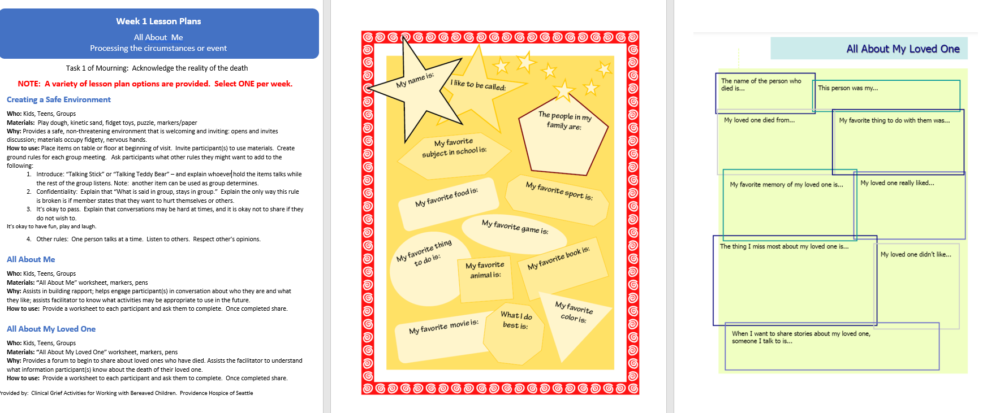 Week 1 Lesson Plans
All About  Me
Processing the circumstances or event
Task 1 of Mourning:  Acknowledge the reality of the death
NOTE:  A variety of lesson plan options are provided.  Select ONE per week.
Creating a Safe Environment
Who: Kids, Teens, Groups
Materials:  Play dough, kinetic sand, fidget toys, puzzle, markers/paper
Why: Provides a safe, non-threatening environment that is welcoming and inviting: opens and invites
discussion; materials occupy fidgety, nervous hands.
How to use: Place items on table or floor at beginning of visit.  Invite participant(s) to use materials.  Create
ground rules for each group meeting.   Ask participants what other rules they might want to add to the
following:
1. Introduce: “Talking Stick” or “Talking Teddy Bear” – and explain whoever hold the items talks while
the rest of the group listens. Note:  another item can be used as group determines.
2. Confidentiality:  Explain that “What is said in group, stays in group.”  Explain the only way this rule
is broken is if member states that they want to hurt themselves or others.
3. It’s okay to pass.  Explain that conversations may be hard at times, and it is okay not to share if they
do not wish to.
It’s okay to have fun, play and laugh.
4. Other rules:  One person talks at a time.  Listen to others.  Respect other’s opinions.
All About Me
Who: Kids, Teens, Groups
Materials: “All About Me” worksheet, markers, pens
Why: Assists in building rapport; helps engage participant(s) in conversation about who they are and what
they like; assists facilitator to know what activities may be appropriate to use in the future.
How to use:  Provide a worksheet to each participant and ask them to complete.  Once completed share.
All About My Loved One
Who: Kids, Teens, Groups
Materials: “All About My Loved One” worksheet, markers, pens
Why: Provides a forum to begin to share about loved ones who have died. Assists the facilitator to understand
what information participant(s) know about the death of their loved one.
How to use:  Provide a worksheet to each participant and ask them to complete.  Once completed share.
rovided by:  Clinical Grief Activities for Working with Bereaved Children.  Providence Hospice of Seattle
My name is:
I like to be called:
The people in my
family are:
My favorite
subject in school is:
My favorite food is:
My favorite sport is:
My favorite game is:
My favorite thing
to do is:
My favorite
animal is:
My favorite book is:
My favorite movie is:
What I do
best is:
My favorite
color is:
All About My Loved One
The name of the person who
died is...
This person was my...
My loved one died from...
My favorite thing to do with them was...
My favorite memory of my loved one is...
My loved one really liked...
The thing I miss most about my loved one is...
My loved one didn’t like...
When I want to share stories about my loved one,
someone I talk to is...